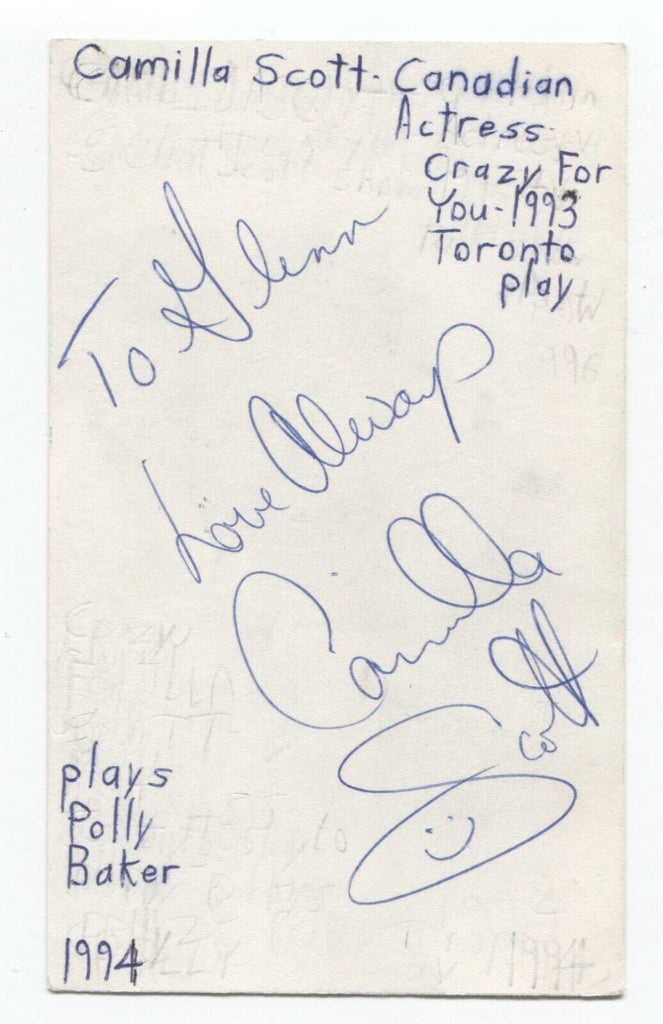 Camilla Scott - Canadian
Actress
Crazy For
You - 1993
Toronto
play
To Glenn
Love Always
Camilla
Scott
plays
Polly
Baker
1994
1994